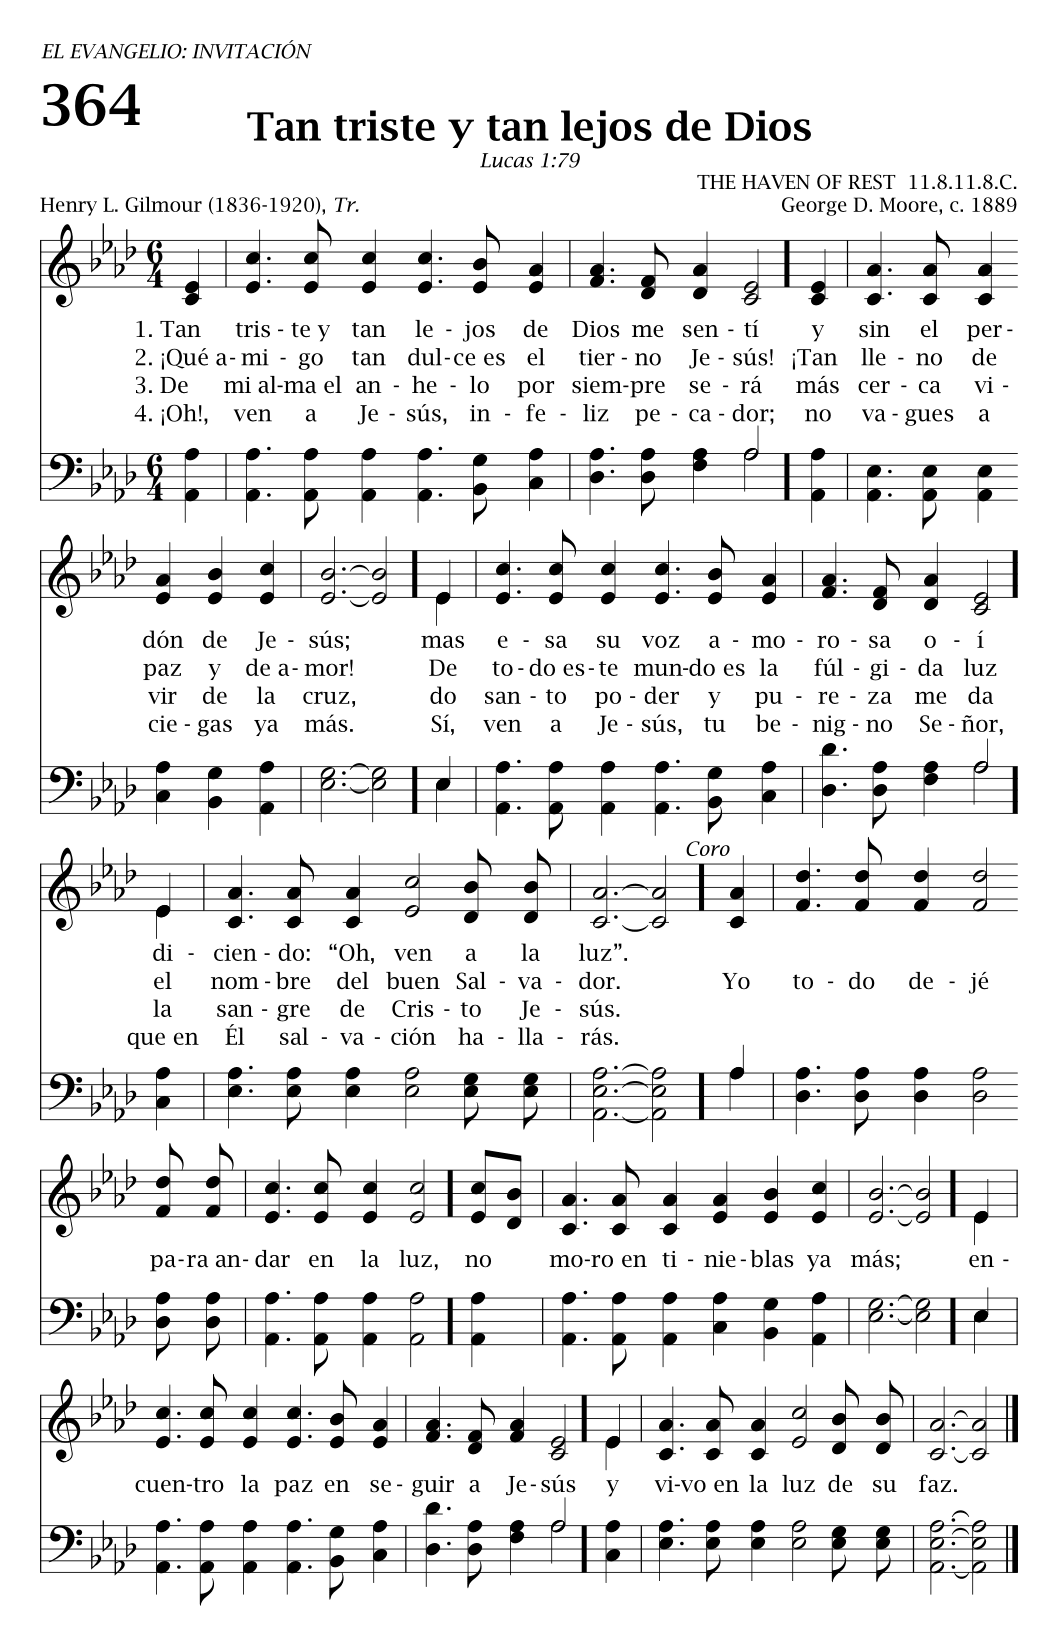 EL EVANGELIO: INVITACIÓN
364
Tan triste y tan lejos de Dios
Lucas 1:79
THE HAVEN OF REST 11.8.11.8.C.
Henry L. Gilmour (1836-1920), Tr.
George D. Moore, c. 1889
1. Tan tris - te y tan le - jos de Dios me sen - tí y sin el per -
2. ¡Qué a - mi - go tan dul - ce es el tier - no Je - sús! ¡Tan lle - no de
3. De mi al - ma el an - he - lo por siem - pre se - rá más cer - ca vi -
4. ¡Oh!, ven a Je - sús, in - fe - liz pe - ca - dor; no va - gues a
dón de Je - sús; mas e - sa su voz a - mo - ro - sa o - í
paz y de a - mor! De to - do es - te mun - do es la fúl - gi - da luz
vir de la cruz, do san - to po - der y pu - re - za me da
cie - gas ya más. Sí, ven a Je - sús, tu be - nig - no Se - ñor,
Coro
di - cien - do: “Oh, ven a la luz”.
el nom - bre del buen Sal - va - dor. Yo to - do de - jé
la san - gre de Cris - to Je - sús.
que en Él sal - va - ción ha - lla - rás.
pa - ra an - dar en la luz, no mo - ro en ti - nie - blas ya más; en -
cuen - tro la paz en se - guir a Je - sús y vi - vo en la luz de su faz.